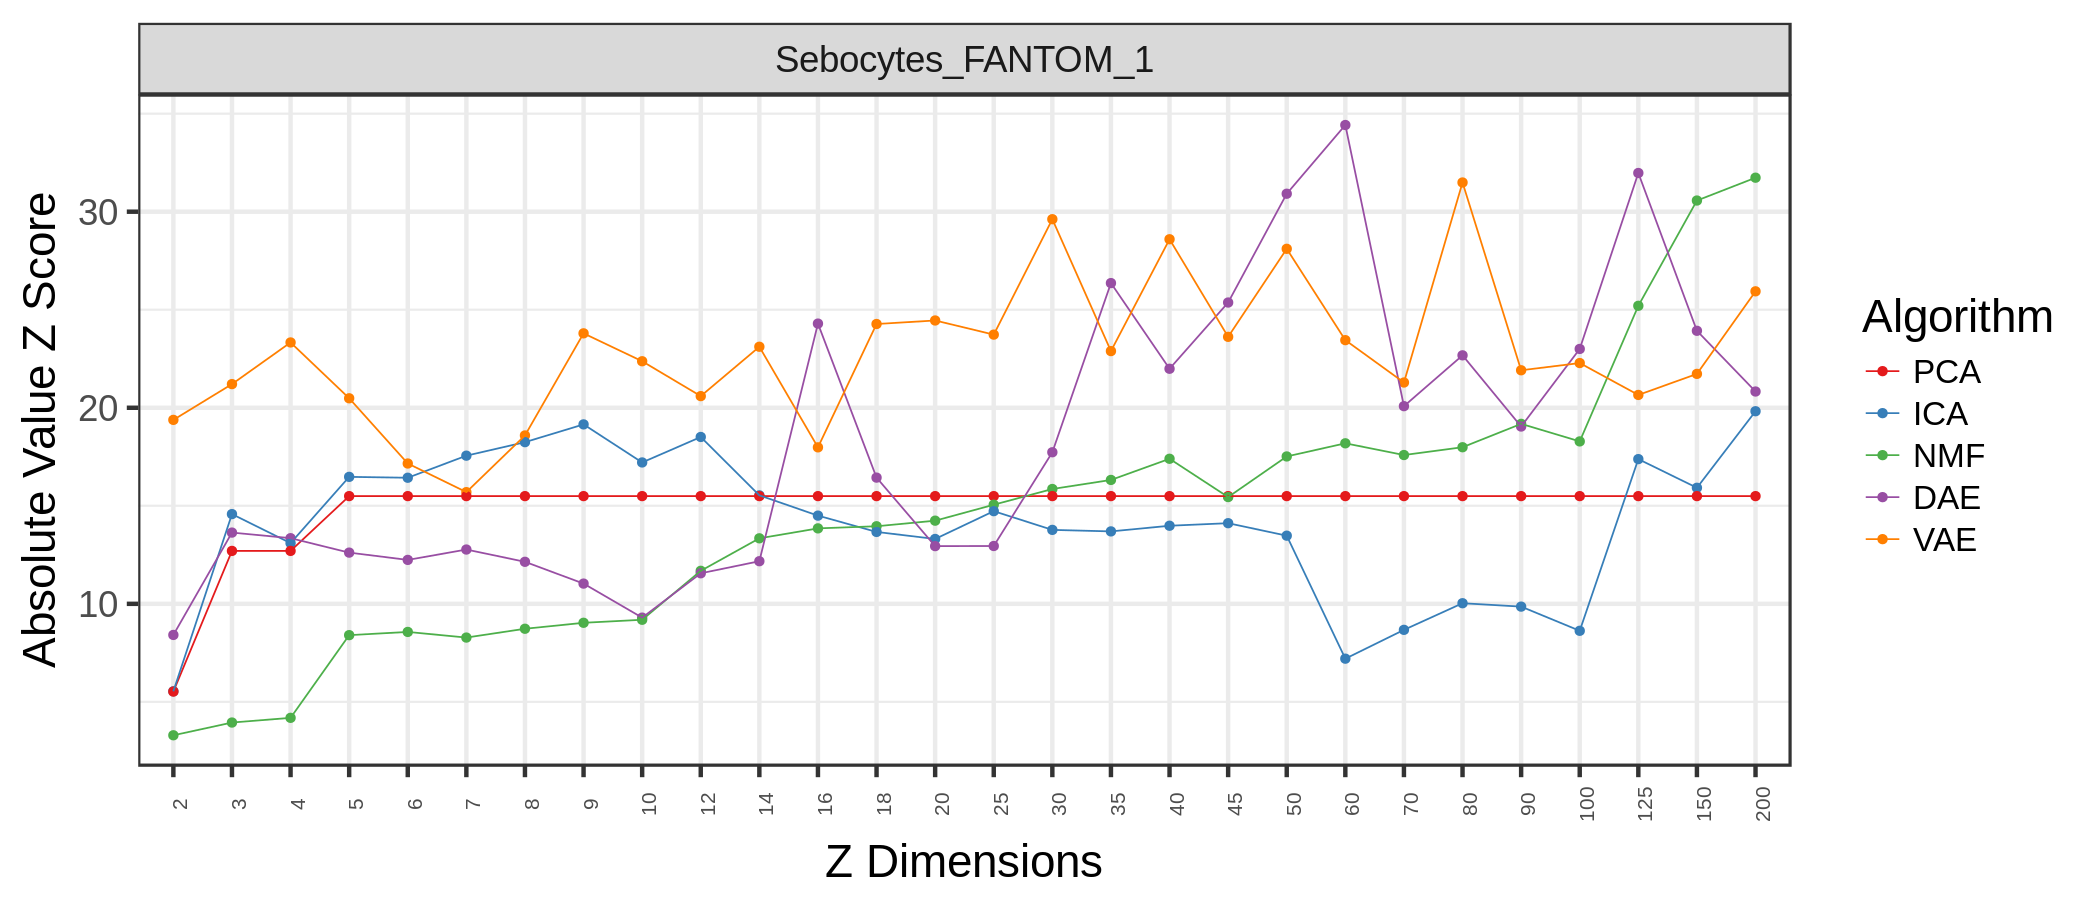 Sebocytes_FANTOM_1
Absolute Value Z Score
30
20
10
2 3 4 5 6 7 8 9 10 12 14 16 18 20 25 30 35 40 45 50 60 70 80 90 100 125 150 200
Z Dimensions
Algorithm
PCA
ICA
NMF
DAE
VAE